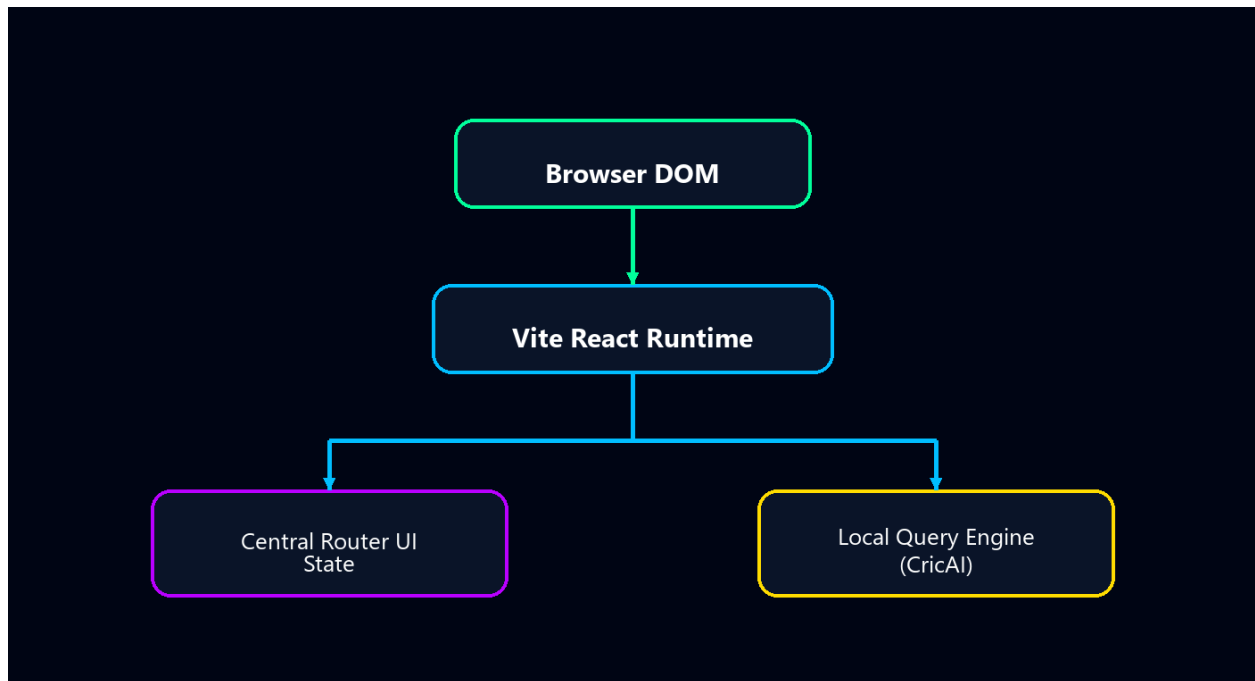 Browser DOM
Vite React Runtime
Central Router UI
State
Local Query Engine
(CricAI)